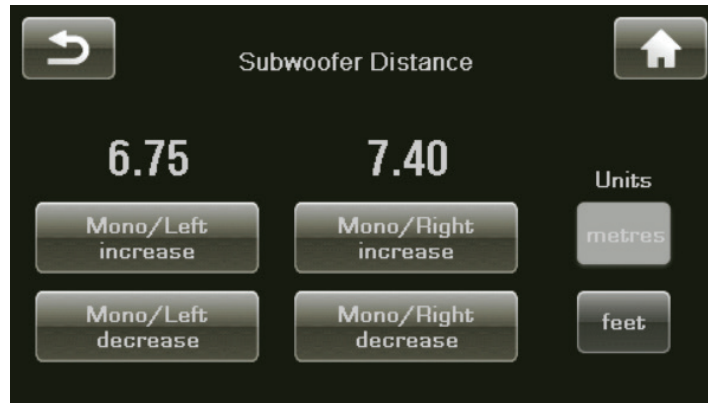 Subwoofer Distance
6.75
7.40
Units
Mono/Left
increase
Mono/Right
increase
metres
Mono/Left
decrease
Mono/Right
decrease
feet